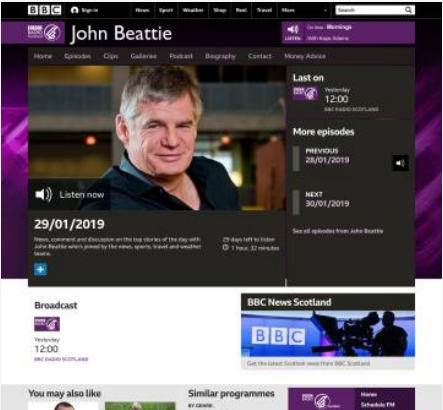 BBC Sign in News Sport Weather Shop Reel Travel More Search
John Beattie
LISTEN
Mornings
With Kaye Adams
Home Episodes Clips Galleries Podcast Biography Contact Money Advice
Last on
Yesterday
12:00
BBC RADIO SCOTLAND
More episodes
PREVIOUS
28/01/2019
NEXT
30/01/2019
See all episodes from John Beattie
Listen now
29/01/2019
News, comment and discussion on the top stories of the day with
John Beattie who's joined by the news, sports, travel and weather
teams.
29 days left to listen
1 hour, 32 minutes
Broadcast
Yesterday
12:00
BBC RADIO SCOTLAND
BBC News Scotland
BBC
Get the latest Scottish news from BBC Scotland
You may also like
Similar programmes
BY GENRE:
Home
Schedule FM